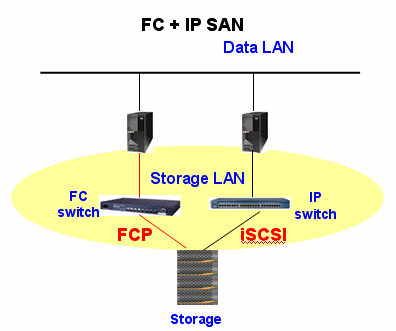 FC + IP SAN
Data LAN
Storage LAN
FC
switch
IP
switch
FCP
iSCSI
Storage